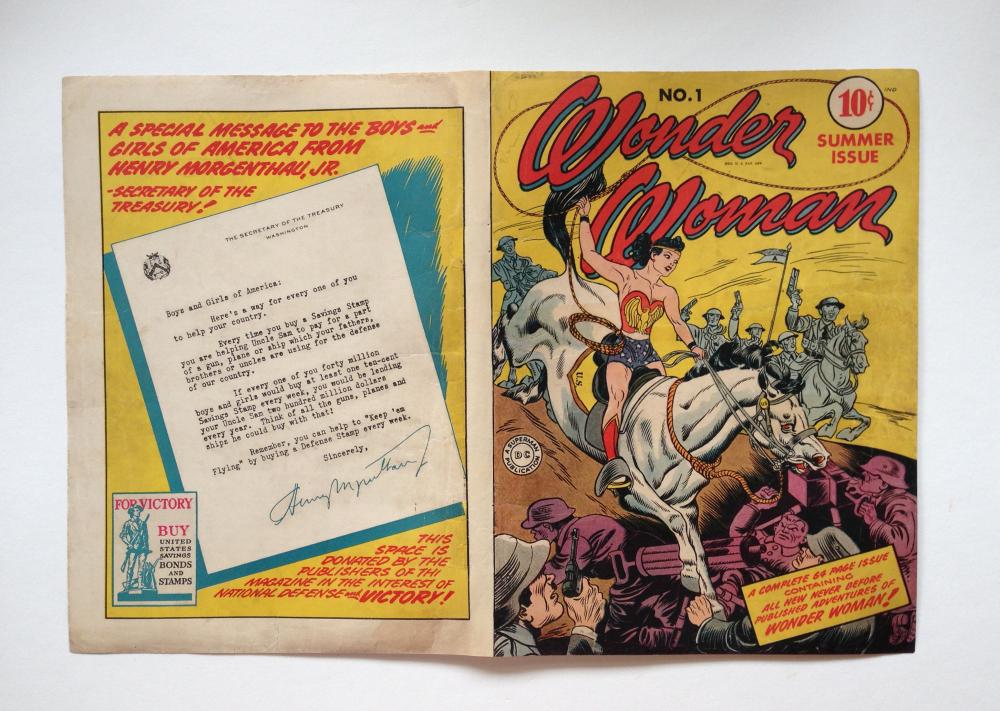 A SPECIAL MESSAGE TO THE BOYS and
GIRLS OF AMERICA FROM
HENRY MORGENTHAU, JR.
-SECRETARY OF THE
TREASURY!
THE SECRETARY OF THE TREASURY
WASHINGTON
Boys and Girls of America:
Here's a way for every one of you
to help your country.
Every time you buy a Savings Stamp
you are helping Uncle Sam to pay for a part
of a gun, plane or ship which your fathers,
brothers or uncles are using for the defense
of our country.
If every one of you forty million
boys and girls would buy at least one ten-cent
Savings Stamp every week, you would be lending
your Uncle Sam two hundred million dollars
every year. Think of all the guns, planes and
ships he could buy with that!
Remember, you can help to "Keep 'em
Flying" by buying a Defense Stamp every week.
Sincerely,
Henry Morgenthau Jr
FOR VICTORY
BUY
UNITED
STATES
SAVINGS
BONDS
AND
STAMPS
THIS
SPACE IS
DONATED BY THE
PUBLISHERS OF THIS
MAGAZINE IN THE INTEREST OF
NATIONAL DEFENSE and VICTORY!
NO. 1
Wonder
Woman
10¢
IND
SUMMER
ISSUE
REG. U. S. PAT. OFF.
U.S
A SUPERMAN
DC
PUBLICATION
A COMPLETE 64 PAGE ISSUE
CONTAINING
ALL NEW NEVER BEFORE
PUBLISHED ADVENTURES OF
WONDER WOMAN!